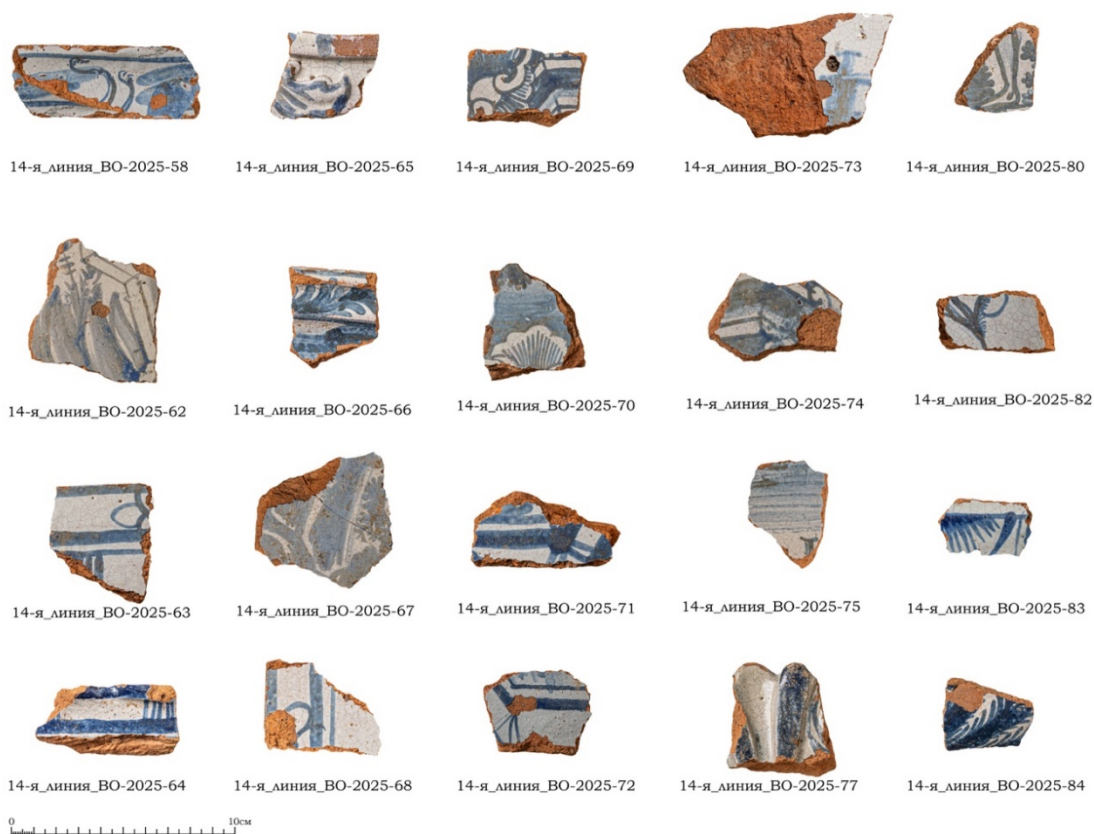 14-я_линия_ВО-2025-58
14-я_линия_ВО-2025-65
14-я_линия_ВО-2025-69
14-я_линия_ВО-2025-73
14-я_линия_ВО-2025-80
14-я_линия_ВО-2025-62
14-я_линия_ВО-2025-66
14-я_линия_ВО-2025-70
14-я_линия_ВО-2025-74
14-я_линия_ВО-2025-82
14-я_линия_ВО-2025-63
14-я_линия_ВО-2025-67
14-я_линия_ВО-2025-71
14-я_линия_ВО-2025-75
14-я_линия_ВО-2025-83
14-я_линия_ВО-2025-64
14-я_линия_ВО-2025-68
14-я_линия_ВО-2025-72
14-я_линия_ВО-2025-77
14-я_линия_ВО-2025-84
0 10см